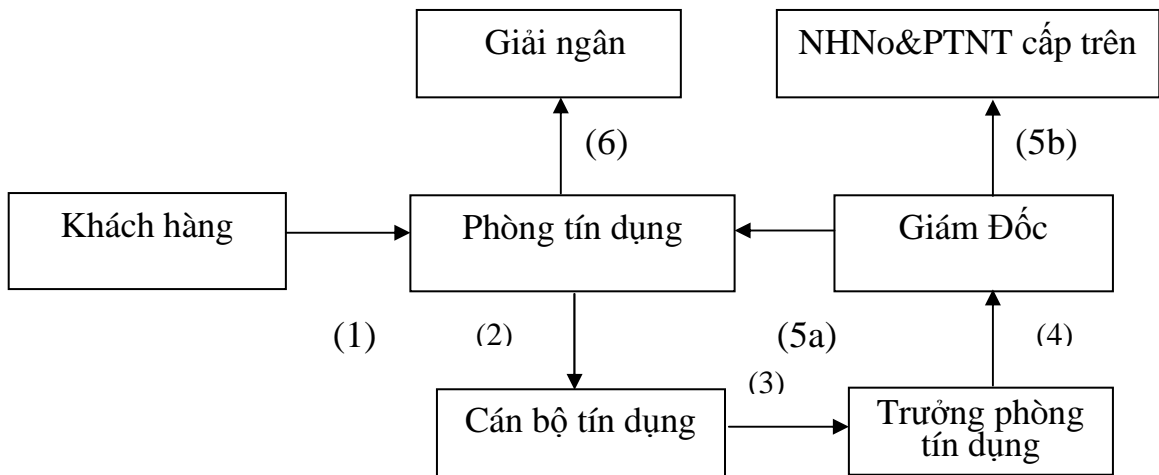 Giải ngân
NHNo&PTNT cấp trên
(6)
(5b)
Khách hàng
Phòng tín dụng
Giám Đốc
(1)
(2)
(5a)
(4)
(3)
Cán bộ tín dụng
Trưởng phòng
tín dụng